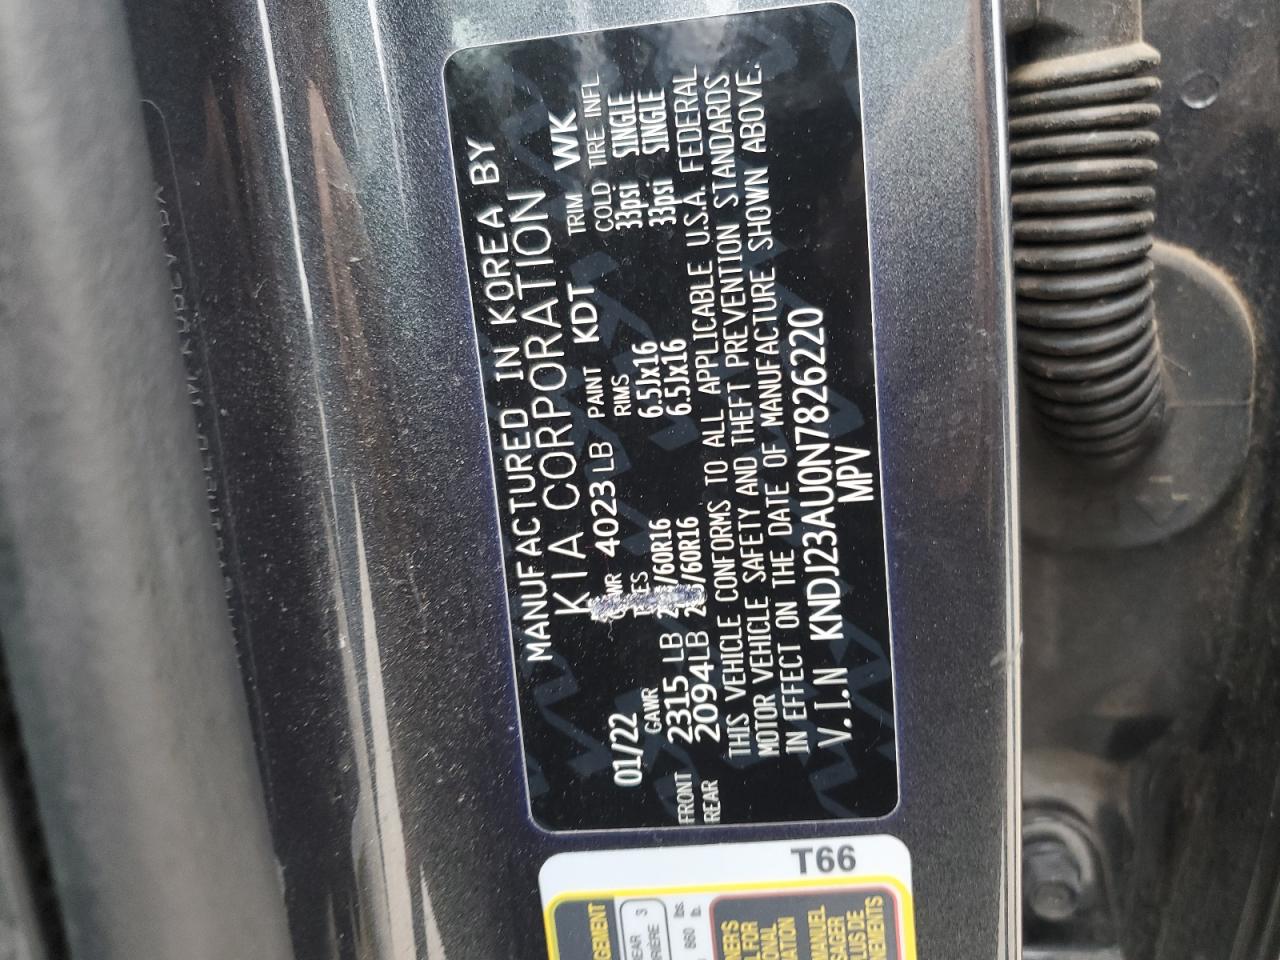 MANUFACTURED IN KOREA BY
KIA CORPORATION
01/22 4023 LB PAINT KDT TRIM WK
GAWR RIMS COLD TIRE INFL
FRONT 2315 LB 6.5Jx16 33psi SINGLE
REAR 2094LB 6.5Jx16 33psi SINGLE
THIS VEHICLE CONFORMS TO ALL APPLICABLE U.S.A. FEDERAL
MOTOR VEHICLE SAFETY AND THEFT PREVENTION STANDARDS
IN EFFECT ON THE DATE OF MANUFACTURE SHOWN ABOVE.
V.I.N KNDJ23AU0N7826220
MPV
T66
3
860
lbs.